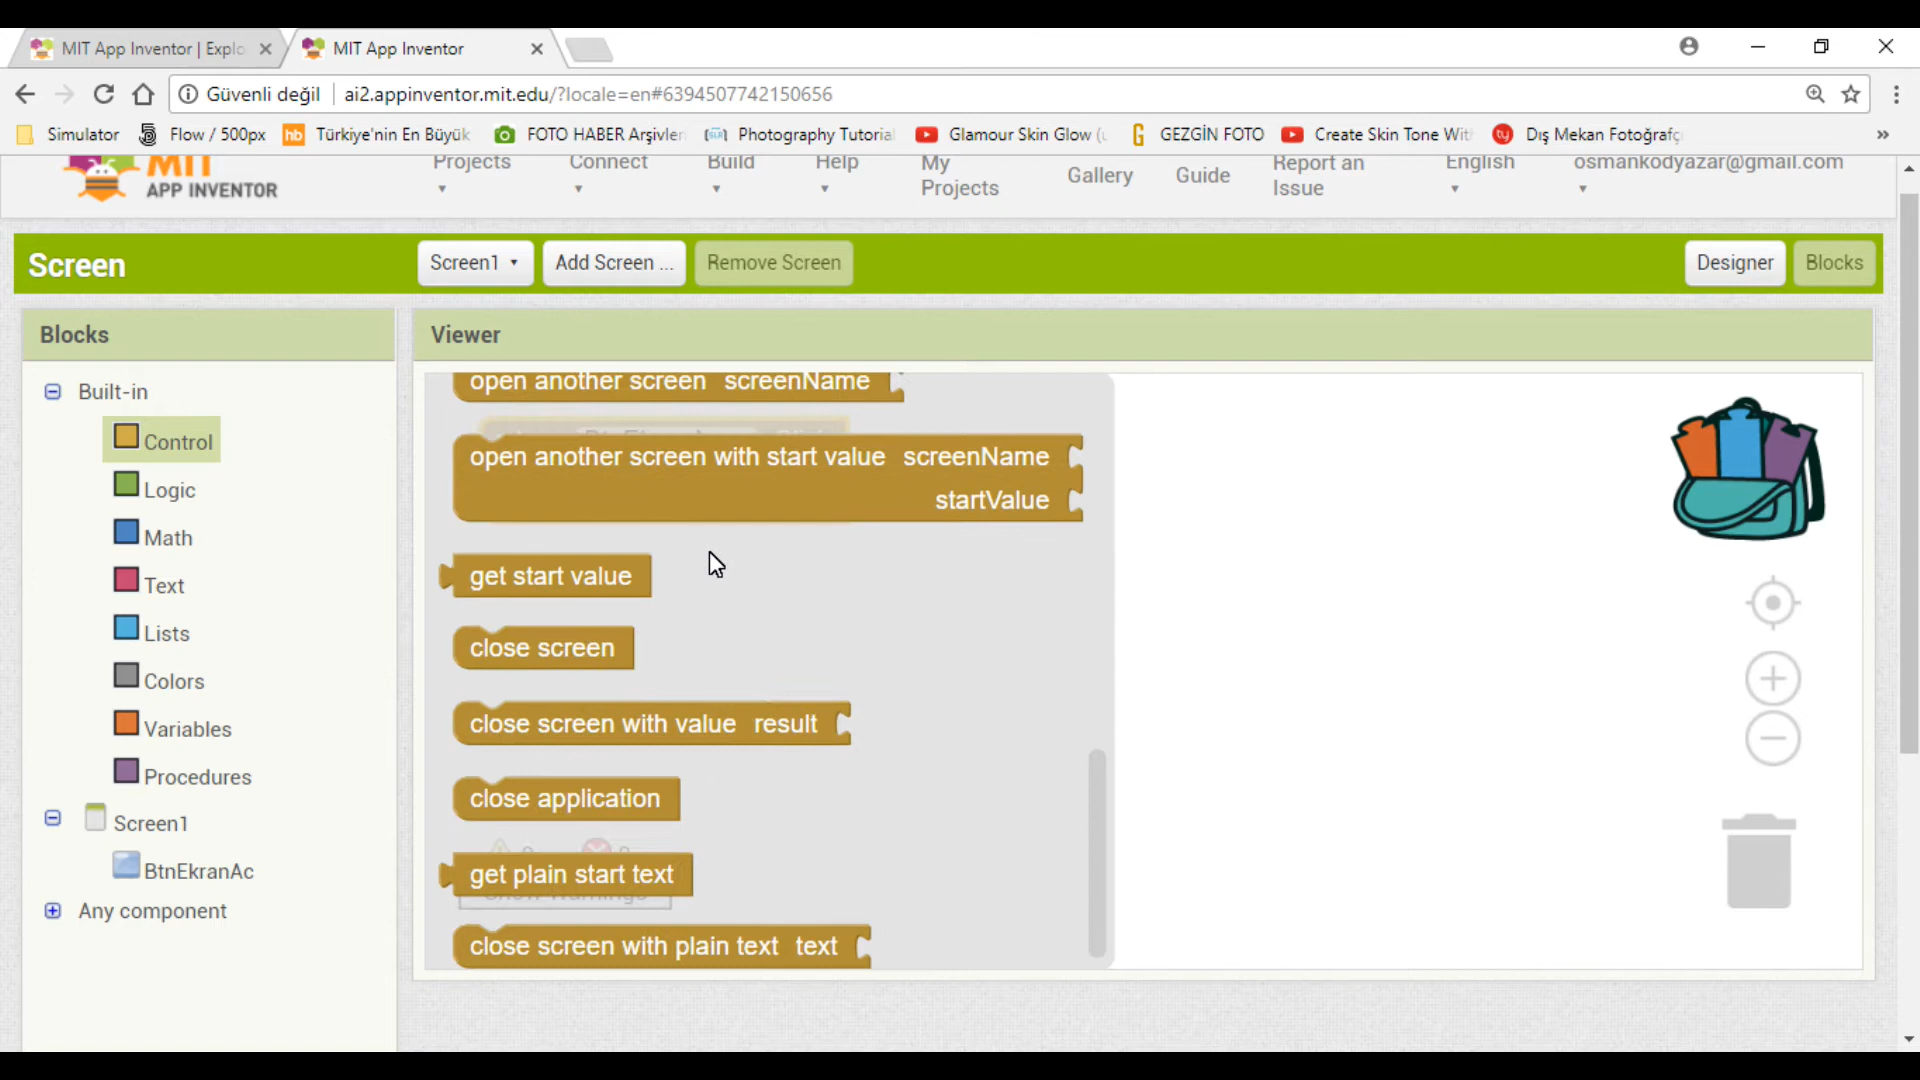 MIT App Inventor | Explo
MIT App Inventor
Güvenli değil
ai2.appinventor.mit.edu/?locale=en#6394507742150656
Simulator
Flow / 500px
hb
Türkiye'nin En Büyük
FOTO HABER Arşivler
Photography Tutoria
Glamour Skin Glow (
GEZGİN FOTO
Create Skin Tone Wit
ty
Dış Mekan Fotoğrafç
»
MIT
APP INVENTOR
Projects
Connect
Build
Help
My Projects
Gallery
Guide
Report an Issue
English
osmankodyazar@gmail.com
Screen
Screen1
Add Screen ...
Remove Screen
Designer
Blocks
Blocks
Viewer
Built-in
Control
Logic
Math
Text
Lists
Colors
Variables
Procedures
Screen1
BtnEkranAc
Any component
open another screen screenName
open another screen with start value screenName
startValue
get start value
close screen
close screen with value result
close application
get plain start text
close screen with plain text text